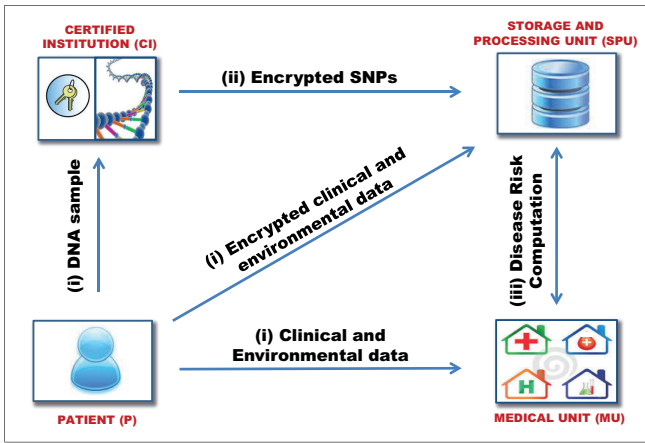 CERTIFIED
INSTITUTION (CI)
STORAGE AND
PROCESSING UNIT (SPU)
(ii) Encrypted SNPs
(i) DNA sample
(i) Encrypted clinical and
environmental data
(iii) Disease Risk
Computation
(i) Clinical and
Environmental data
H
PATIENT (P)
MEDICAL UNIT (MU)